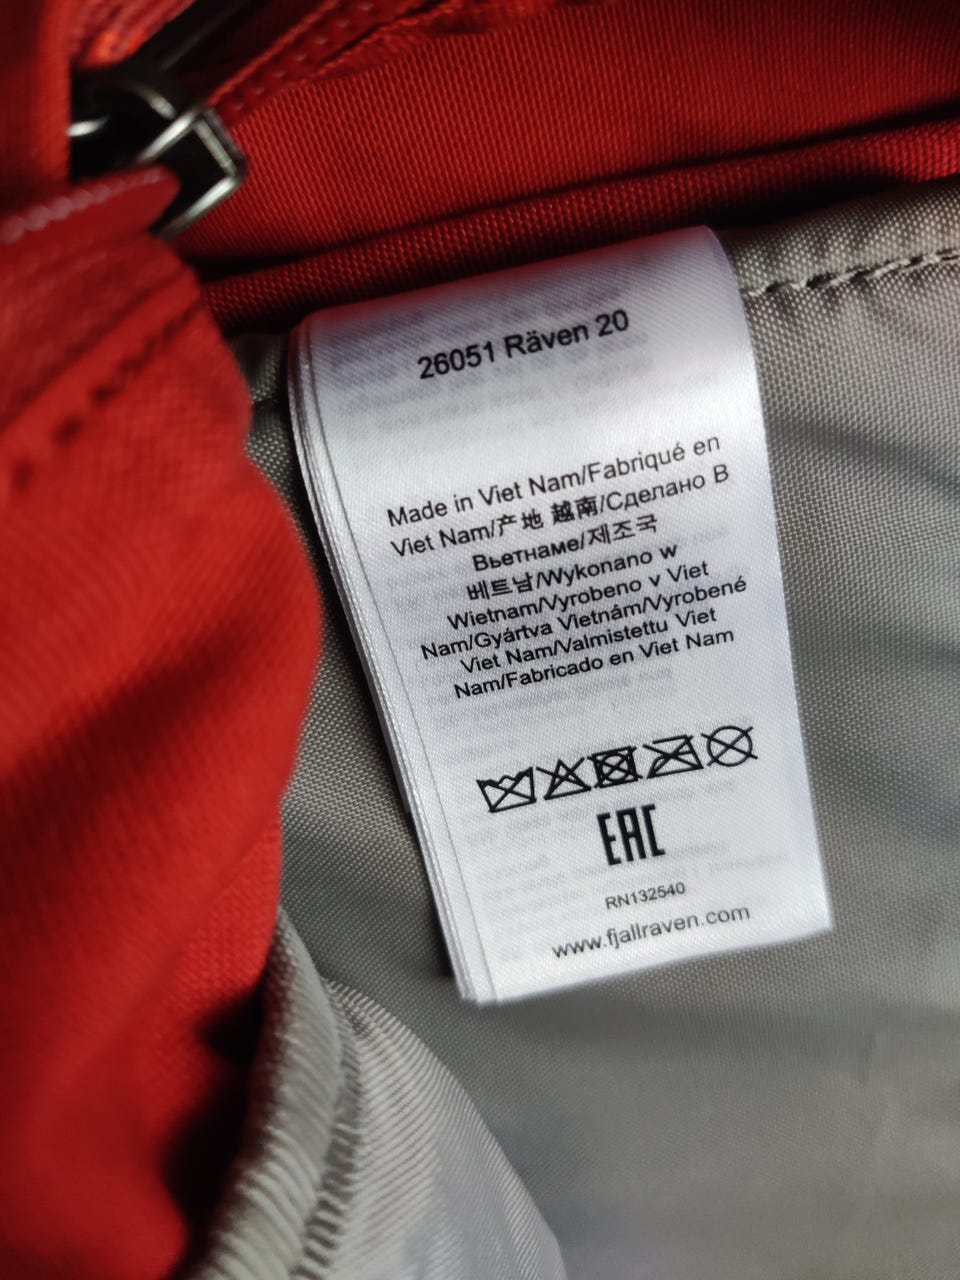 26051 Räven 20
Made in Viet Nam/Fabriqué en
Viet Nam/产地 越南/Сделано В
Вьетнаме/제조국
베트남/Wykonano w
Wietnam/Vyrobeno v Viet
Nam/Gyártva Vietnám/Vyrobené
Viet Nam/Valmistettu Viet
Nam/Fabricado en Viet Nam
EAC
RN132540
www.fjallraven.com